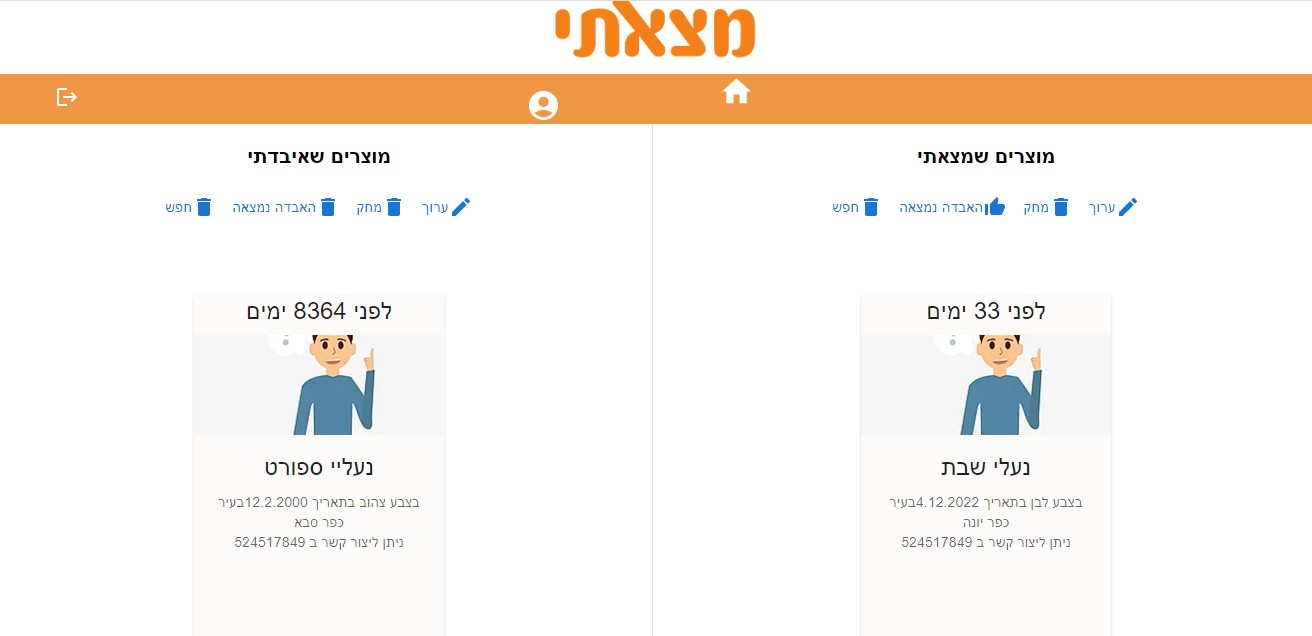 מצאתי
מוצרים שמצאתי
ערוך מחק האבדה נמצאה חפש
לפני 33 ימים
נעלי שבת
בצבע לבן בתאריך 4.12.2022בעיר
כפר יונה
ניתן ליצור קשר ב 524517849
מוצרים שאיבדתי
ערוך מחק האבדה נמצאה חפש
לפני 8364 ימים
נעליי ספורט
בצבע צהוב בתאריך 12.2.2000בעיר
כפר סבא
ניתן ליצור קשר ב 524517849